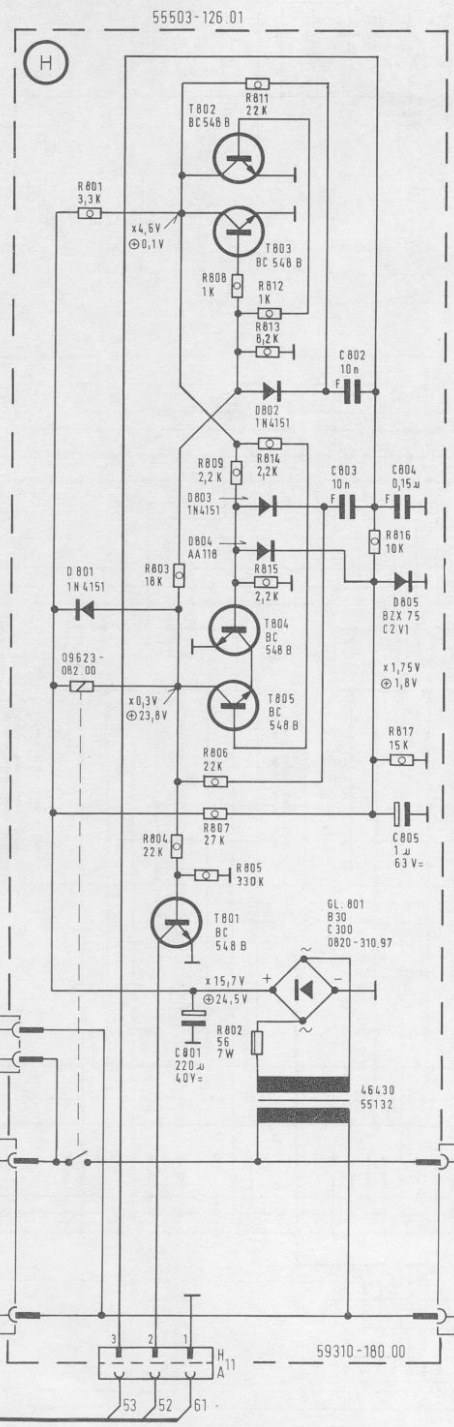 55503-126.01
H
R811
22K
T802
BC548B
R801
3,3K
x4,6V
⊕0,1V
T803
BC 548 B
R808
1K
R812
1K
R813
8,2K
C802
10n
F
D802
1N4151
R809
2,2K
R814
2,2K
C803
10n
F
C804
0,15µ
F
D803
1N4151
D804
AA118
R816
10K
D801
1N4151
R803
18K
R815
2,2K
D805
BZX 75
C2V1
T804
BC
548 B
09623-
082.00
x0,3V
⊕23,8V
T805
BC
548 B
x1,75V
⊕1,8V
R806
22K
R817
15K
R807
27K
R804
22K
C805
1µ
63V=
R805
330K
T801
BC
548 B
GL. 801
B30
C300
0820-310.97
x15,7V
⊕24,5V
+
~
-
~
C801
220µ
40V=
R802
56
7W
46430
55132
59310-180.00
3
2
1
H
11
A
53
52
61